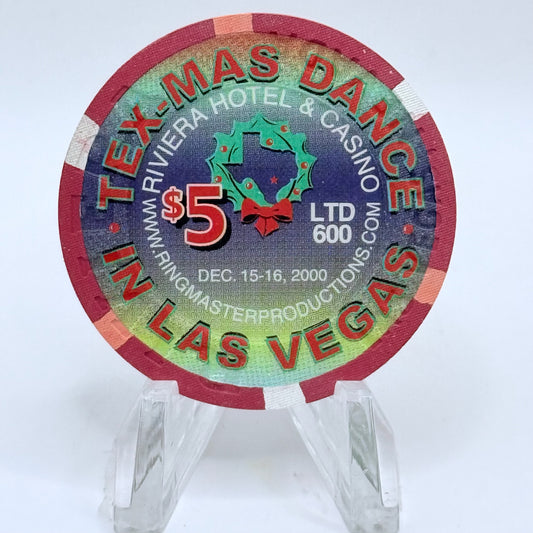 TEX-MAS DANCE
RIVIERA HOTEL & CASINO
$5
LTD
600
DEC. 15-16, 2000
WWW.RINGMASTERPRODUCTIONS.COM
IN LAS VEGAS